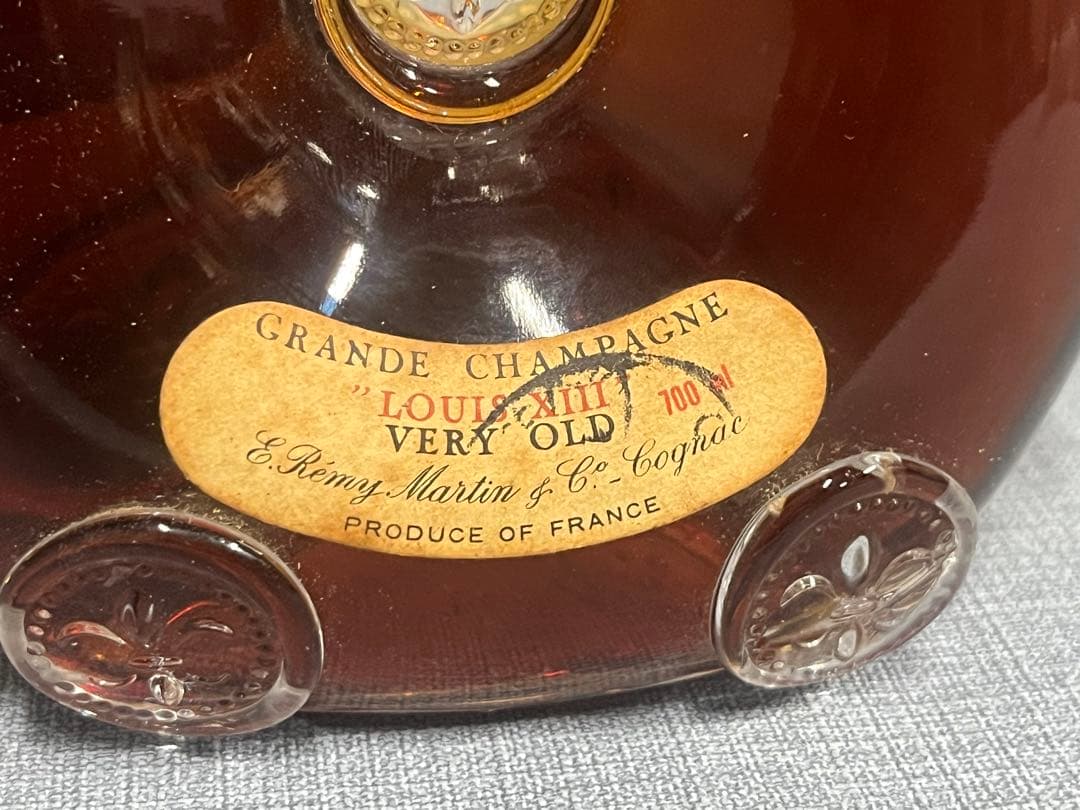 GRANDE CHAMPAGNE
"LOUIS XIII" 700 ml
VERY OLD
E. Rémy Martin & Cº. - Cognac
PRODUCE OF FRANCE